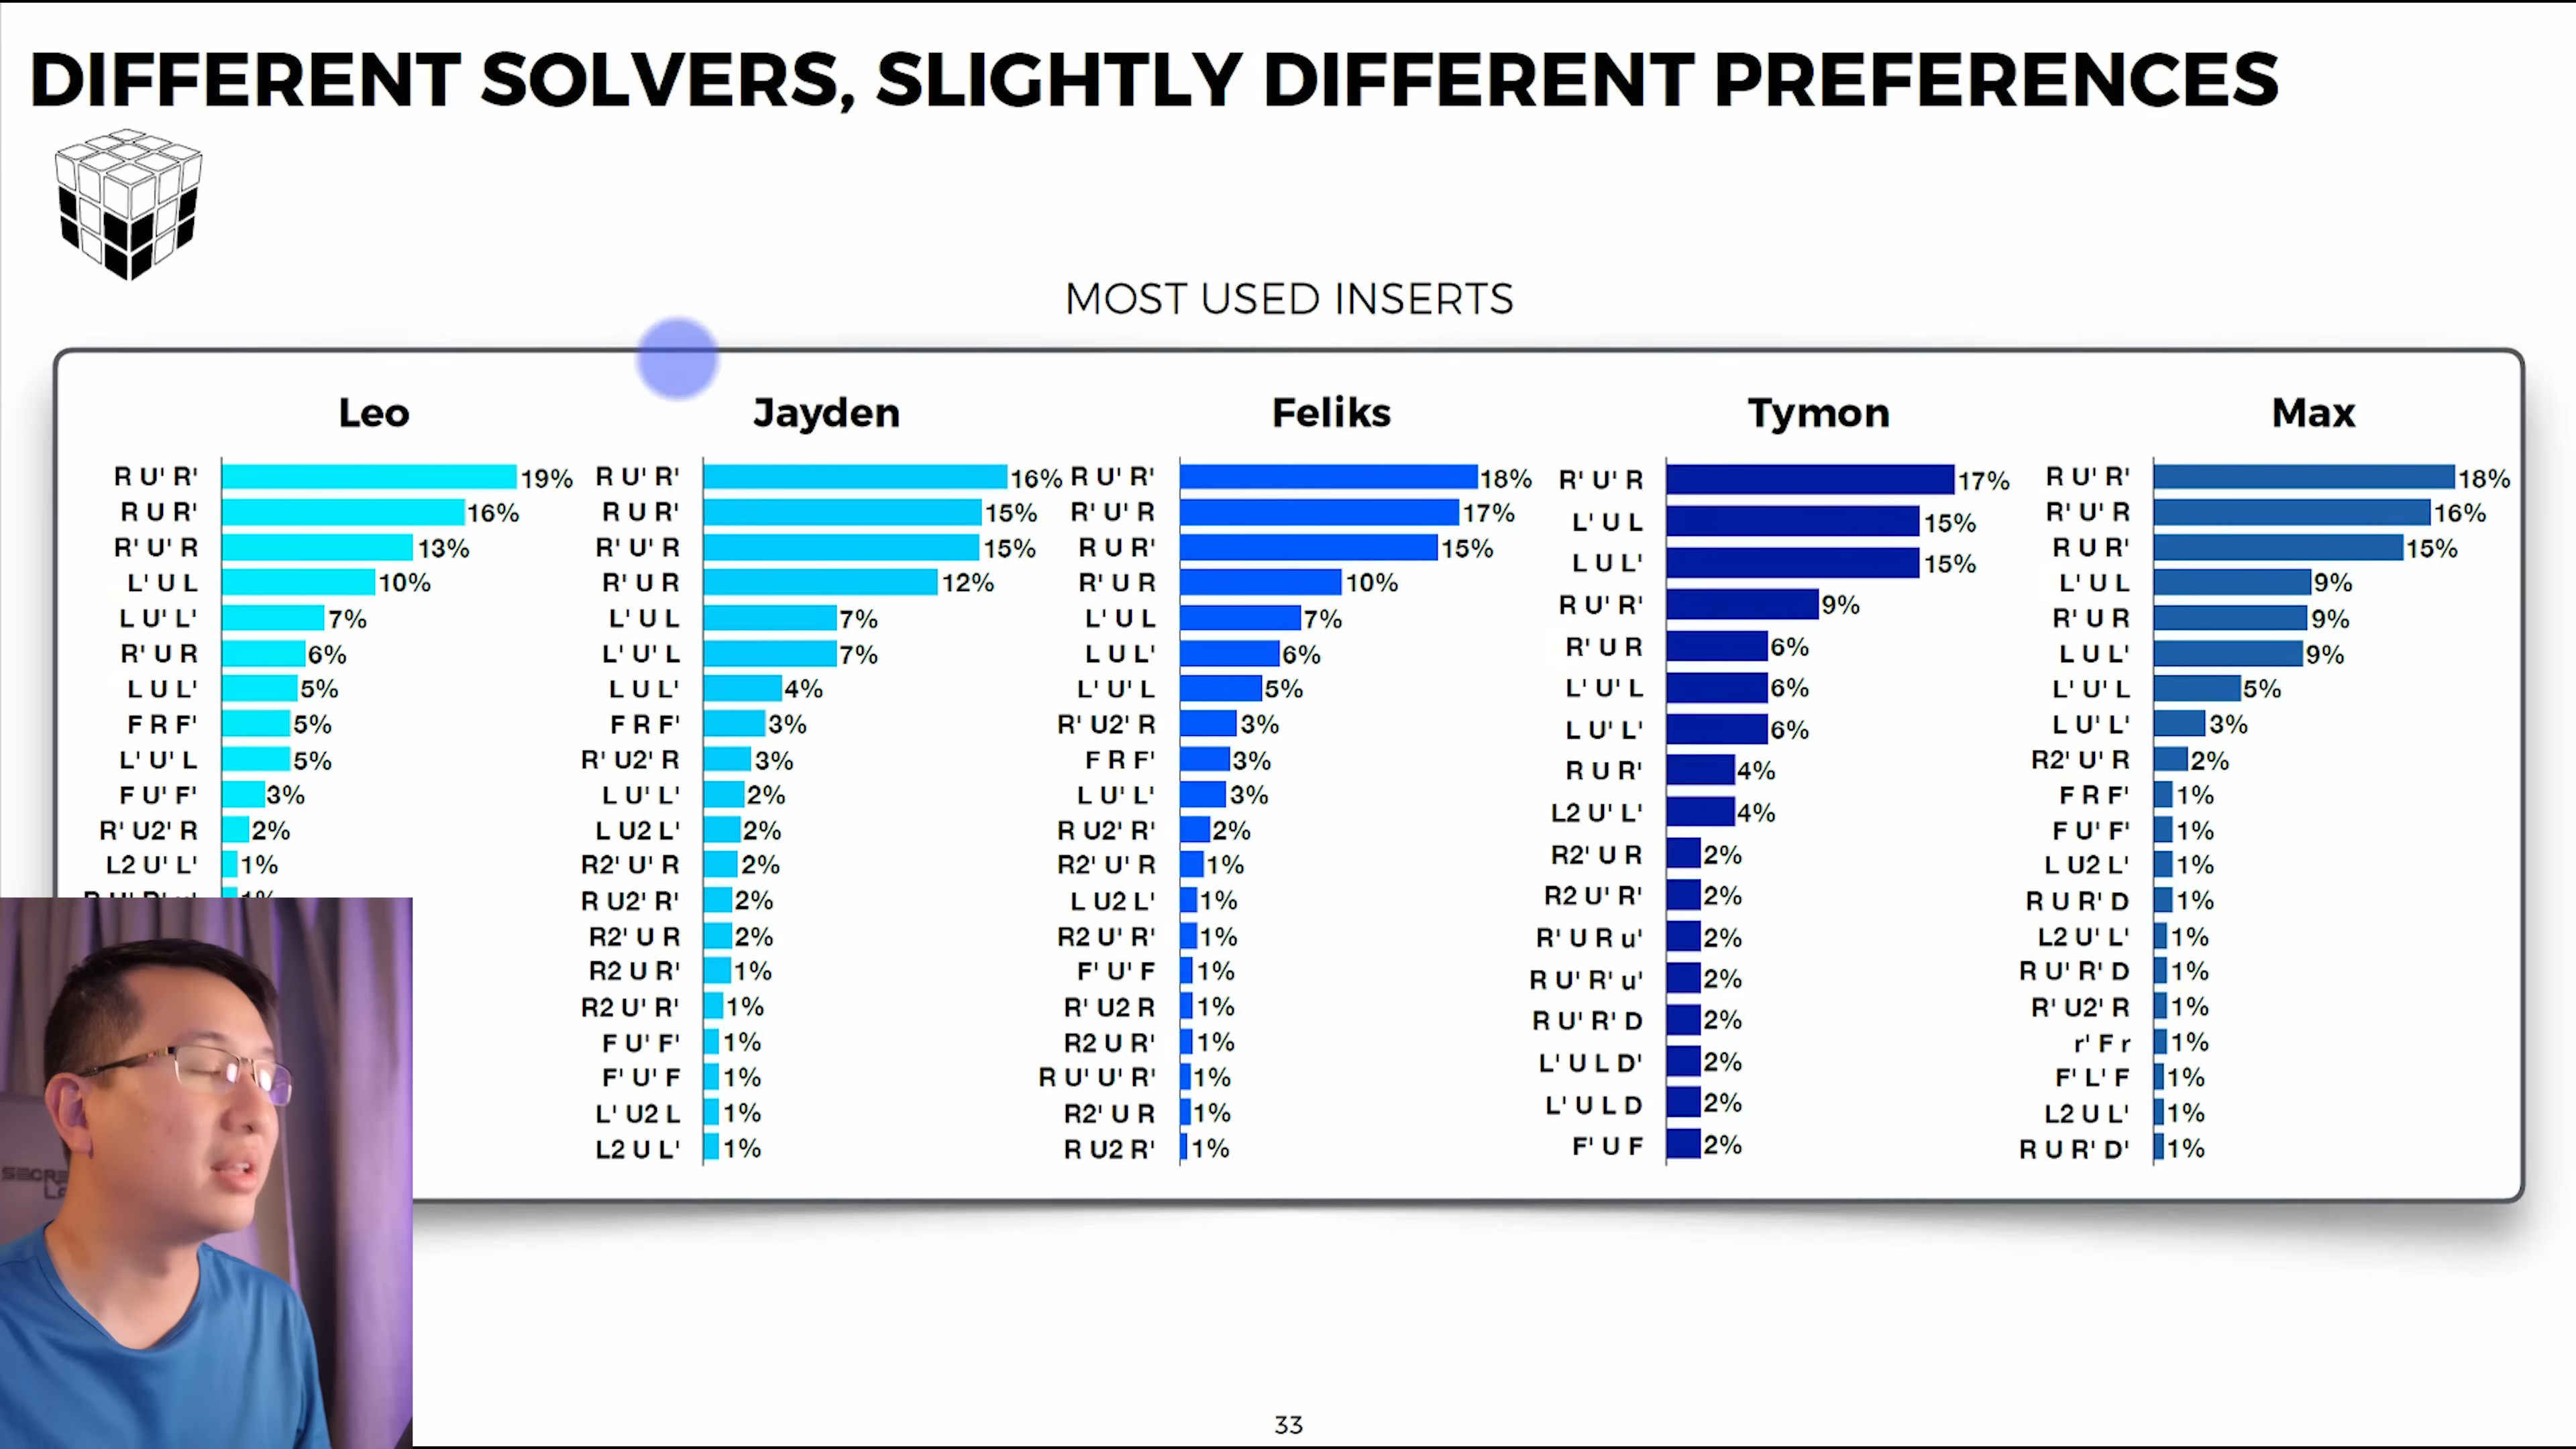 DIFFERENT SOLVERS, SLIGHTLY DIFFERENT PREFERENCES
MOST USED INSERTS
Leo
R U' R' 19%
R U R' 16%
R' U' R 13%
L' U L 10%
L U' L' 7%
R' U R 6%
L U L' 5%
F R F' 5%
L' U' L 5%
F U' F' 3%
R' U2' R 2%
L2 U' L' 1%
1%
Jayden
R U' R' 16%
R U R' 15%
R' U' R 15%
R' U R 12%
L' U L 7%
L' U' L 7%
L U L' 4%
F R F' 3%
R' U2' R 3%
L U' L' 2%
L U2 L' 2%
R2' U' R 2%
R U2' R' 2%
R2' U R 2%
R2 U R' 1%
R2 U' R' 1%
F U' F' 1%
F' U' F 1%
L' U2 L 1%
L2 U L' 1%
Feliks
R U' R' 18%
R' U' R 17%
R U R' 15%
R' U R 10%
L' U L 7%
L U L' 6%
L' U' L 5%
R' U2' R 3%
F R F' 3%
L U' L' 3%
R U2' R' 2%
R2' U' R 1%
L U2 L' 1%
R2 U' R' 1%
F' U' F 1%
R' U2 R 1%
R2 U R' 1%
R U' U' R' 1%
R2' U R 1%
R U2 R' 1%
Tymon
R' U' R 17%
L' U L 15%
L U L' 15%
R U' R' 9%
R' U R 6%
L' U' L 6%
L U' L' 6%
R U R' 4%
L2 U' L' 4%
R2' U R 2%
R2 U' R' 2%
R' U R u' 2%
R U' R' u' 2%
R U' R' D 2%
L' U L D' 2%
L' U L D 2%
F' U F 2%
Max
R U' R' 18%
R' U' R 16%
R U R' 15%
L' U L 9%
R' U R 9%
L U L' 9%
L' U' L 5%
L U' L' 3%
R2' U' R 2%
F R F' 1%
F U' F' 1%
L U2 L' 1%
R U R' D 1%
L2 U' L' 1%
R U' R' D 1%
R' U2' R 1%
r' F r 1%
F' L' F 1%
L2 U L' 1%
R U R' D' 1%
33